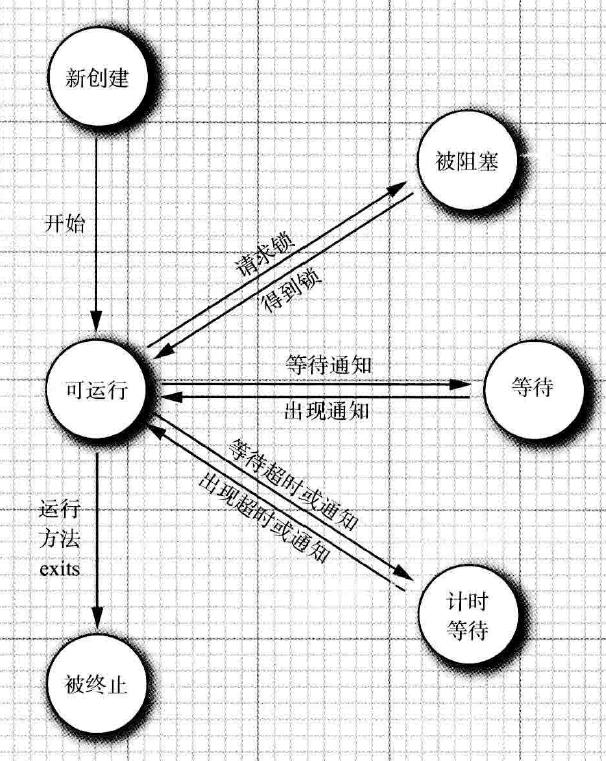 新创建
被阻塞
开始
请求锁
得到锁
等待通知
可运行
等待
出现通知
等待超时或通知
出现超时或通知
运行
方法
exits
计时
等待
被终止